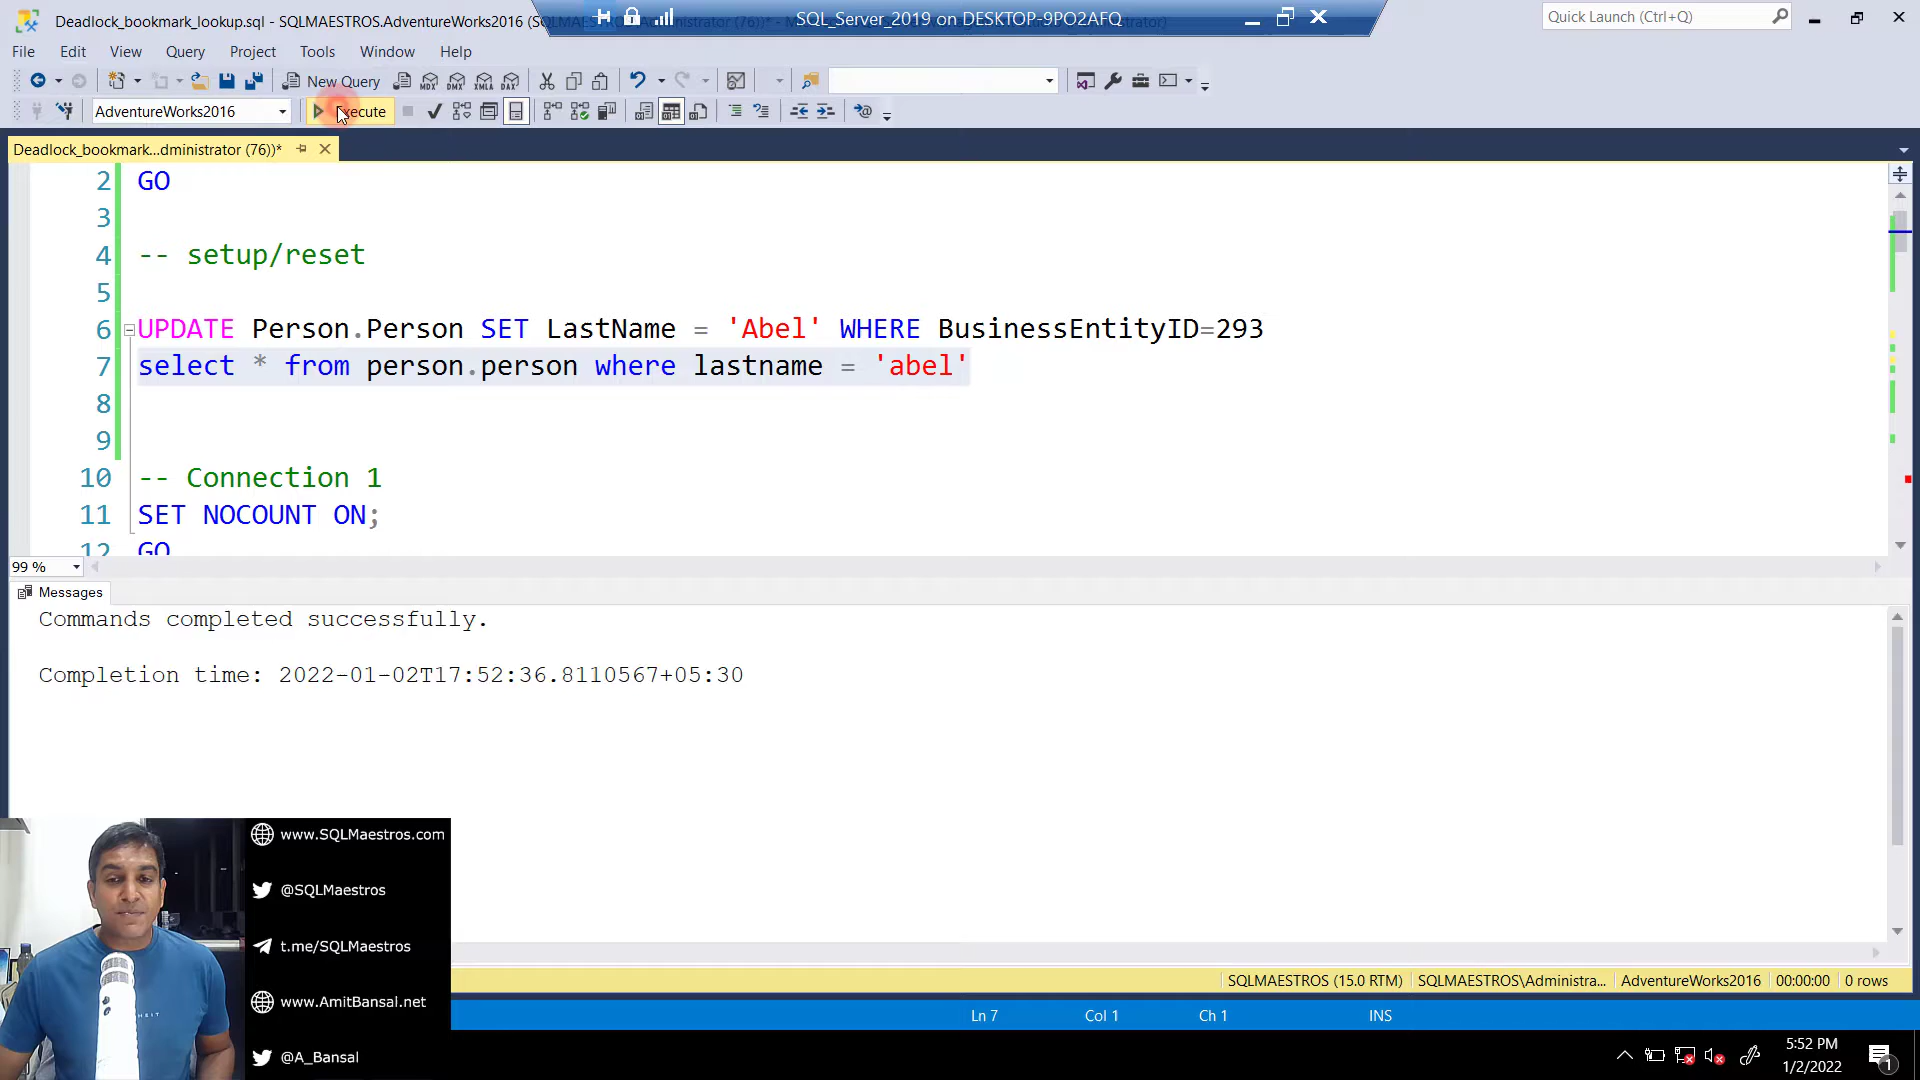 Deadlock_bookmark_lookup.sql - SQLMAESTROS.AdventureWorks2016
SQL_Server_2019 on DESKTOP-9PO2AFQ
Quick Launch (Ctrl+Q)
File Edit View Query Project Tools Window Help
New Query
AdventureWorks2016
Execute
Deadlock_bookmark...dministrator (76))*
2 GO
3
4 -- setup/reset
5
6 UPDATE Person.Person SET LastName = 'Abel' WHERE BusinessEntityID=293
7 select * from person.person where lastname = 'abel'
8
9
10 -- Connection 1
11 SET NOCOUNT ON;
12 GO
99 %
Messages
Commands completed successfully.
Completion time: 2022-01-02T17:52:36.8110567+05:30
www.SQLMaestros.com
@SQLMaestros
t.me/SQLMaestros
www.AmitBansal.net
@A_Bansal
SQLMAESTROS (15.0 RTM) SQLMAESTROS\Administra... AdventureWorks2016 00:00:00 0 rows
Ln 7 Col 1 Ch 1 INS
5:52 PM
1/2/2022
1